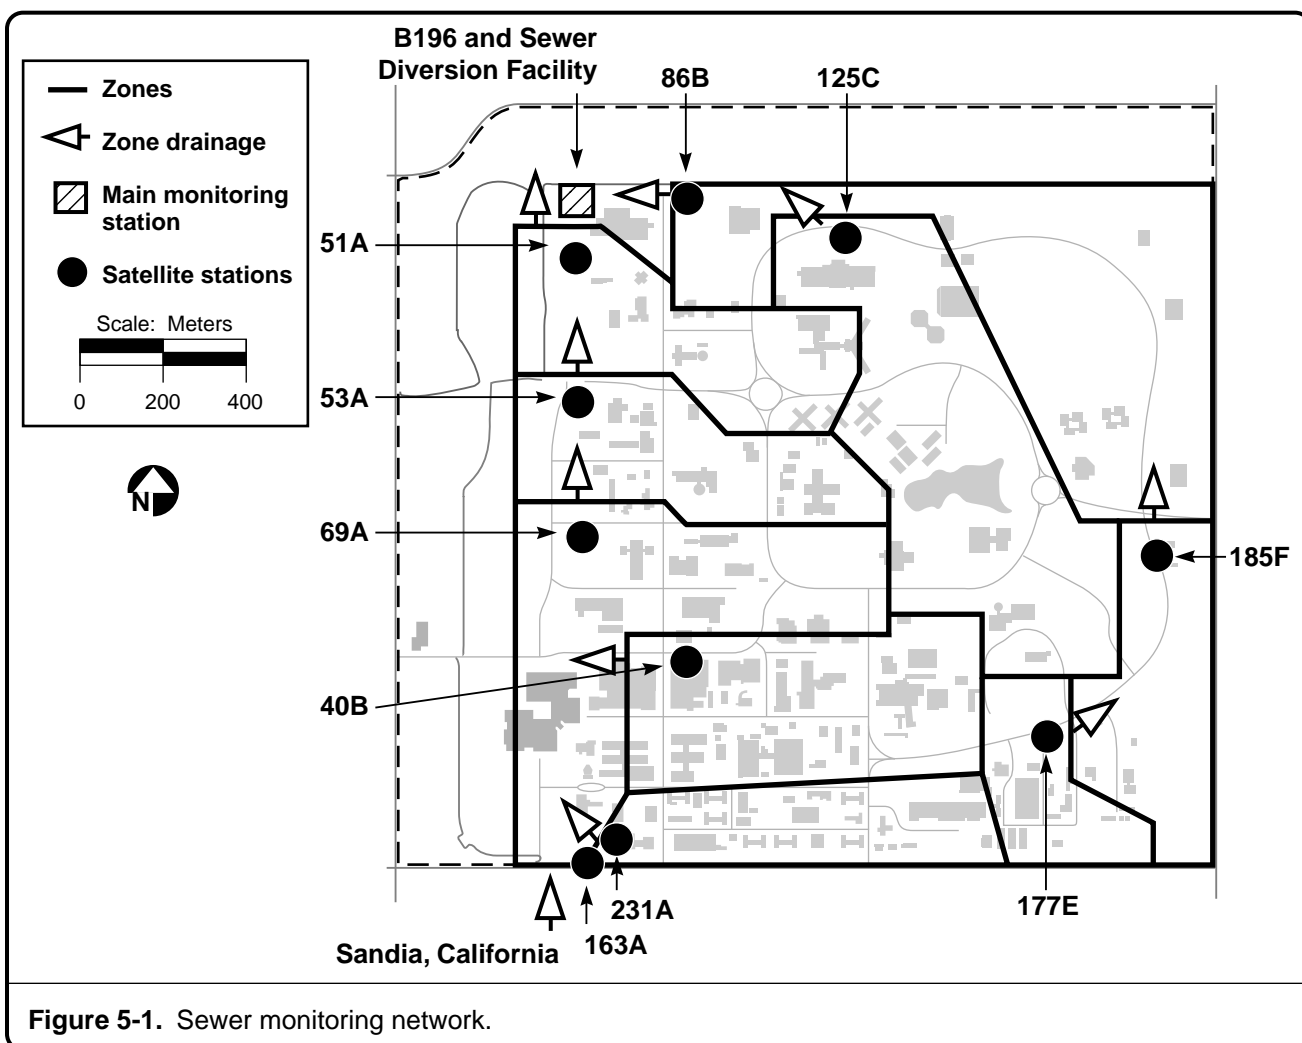 B196 and Sewer
Diversion Facility
86B
125C
Zones
Zone drainage
Main monitoring
station
Satellite stations
Scale: Meters
0 200 400
N
51A
53A
69A
40B
185F
177E
231A
163A
Sandia, California
Figure 5-1. Sewer monitoring network.